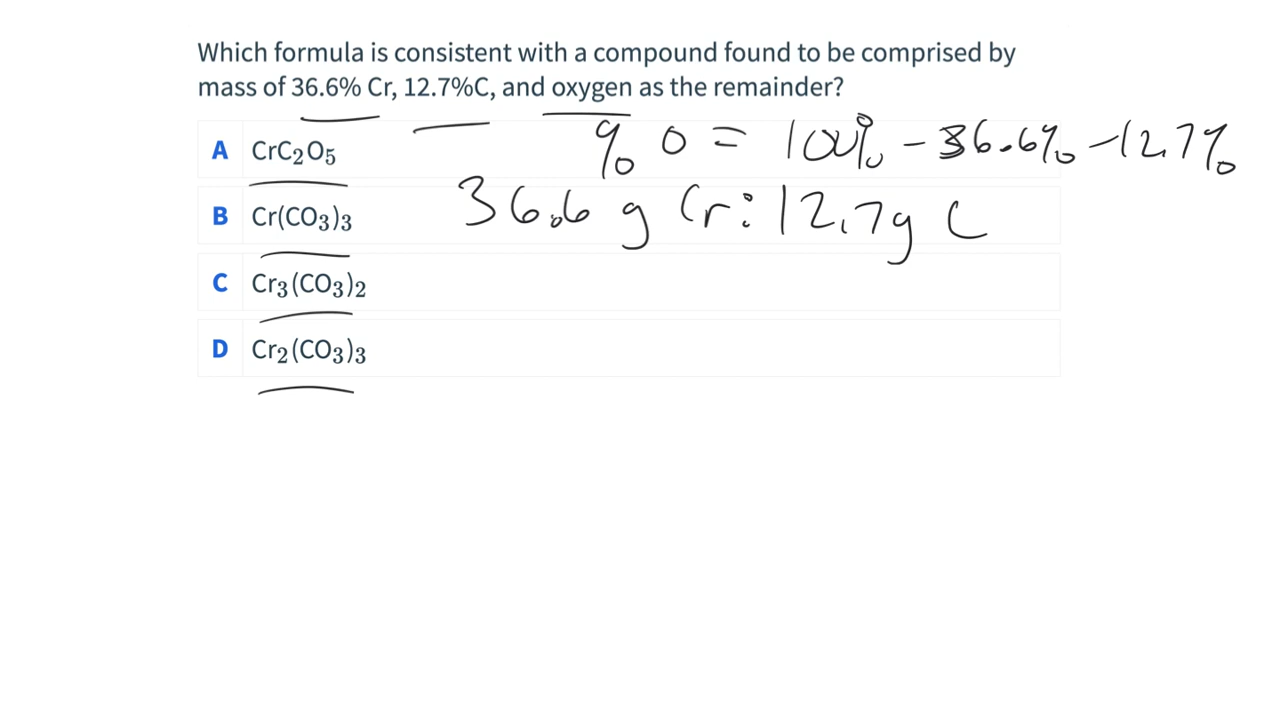 Which formula is consistent with a compound found to be comprised by
mass of 36.6% Cr, 12.7%C, and oxygen as the remainder?
A CrC₂O₅
% O = 100% - 36.6% - 12.7%
B Cr(CO₃)₃
36.6 g Cr: 12.7g C
C Cr₃(CO₃)₂
D Cr₂(CO₃)₃